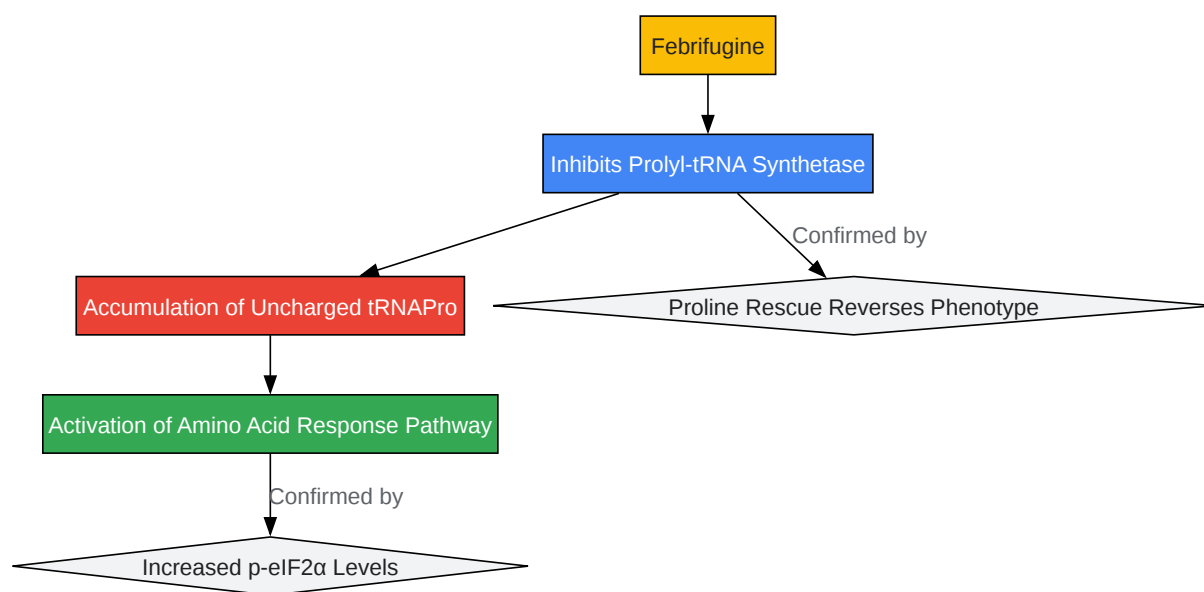 Febrifugine
Inhibits Prolyl-tRNA Synthetase
Confirmed by
Accumulation of Uncharged tRNAPro
Proline Rescue Reverses Phenotype
Activation of Amino Acid Response Pathway
Confirmed by
Increased p-eIF2α Levels